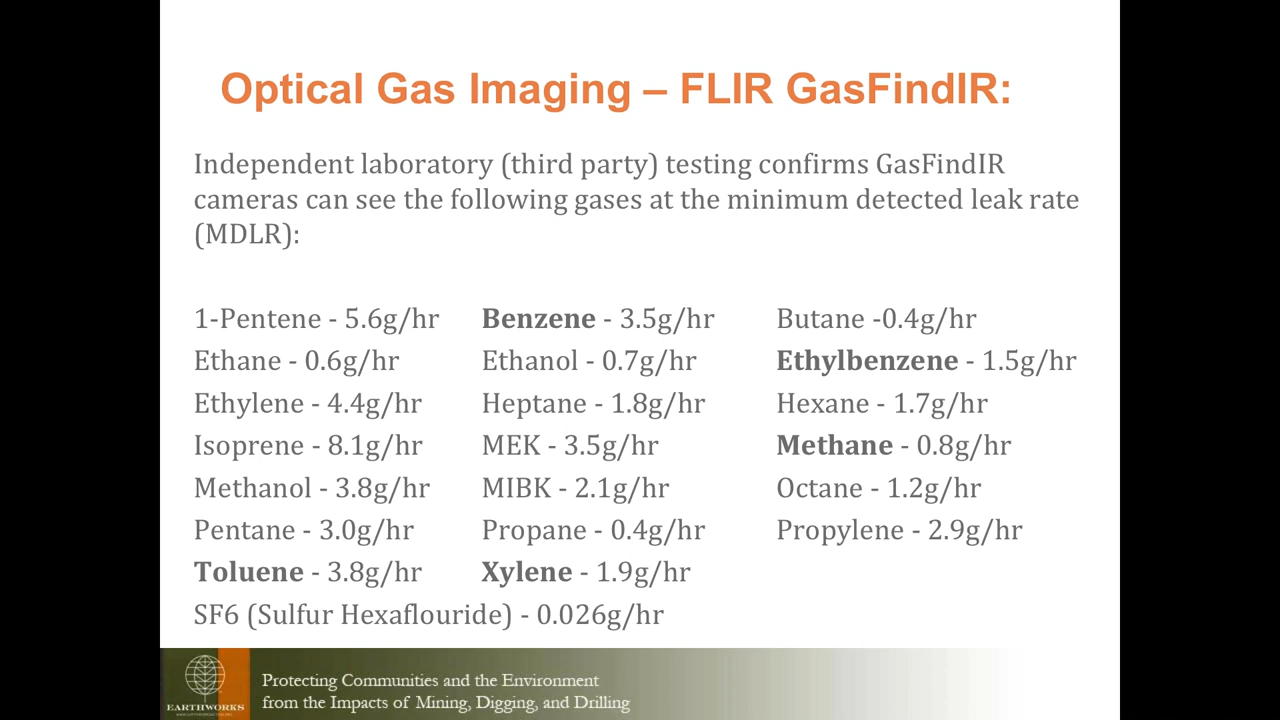 Optical Gas Imaging – FLIR GasFindIR:
Independent laboratory (third party) testing confirms GasFindIR
cameras can see the following gases at the minimum detected leak rate
(MDLR):
1-Pentene - 5.6g/hr Benzene - 3.5g/hr Butane -0.4g/hr
Ethane - 0.6g/hr Ethanol - 0.7g/hr Ethylbenzene - 1.5g/hr
Ethylene - 4.4g/hr Heptane - 1.8g/hr Hexane - 1.7g/hr
Isoprene - 8.1g/hr MEK - 3.5g/hr Methane - 0.8g/hr
Methanol - 3.8g/hr MIBK - 2.1g/hr Octane - 1.2g/hr
Pentane - 3.0g/hr Propane - 0.4g/hr Propylene - 2.9g/hr
Toluene - 3.8g/hr Xylene - 1.9g/hr
SF6 (Sulfur Hexaflouride) - 0.026g/hr
Protecting Communities and the Environment
from the Impacts of Mining, Digging, and Drilling
EARTHWORKS